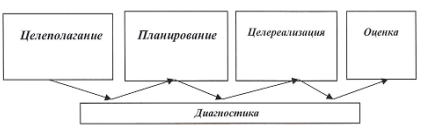 Целеполагание
Планирование
Целереализация
Оценка
Диагностика